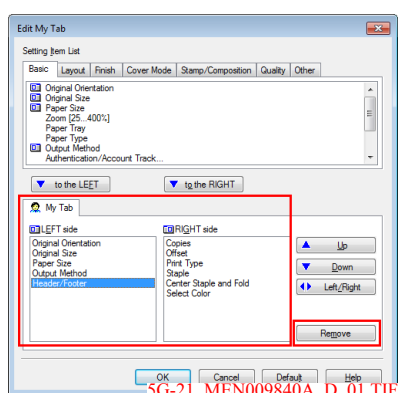 Edit My Tab
Setting Item List
Basic Layout Finish Cover Mode Stamp/Composition Quality Other
Original Orientation
Original Size
Paper Size
Zoom [25...400%]
Paper Tray
Paper Type
Output Method
Authentication/Account Track...
to the LEFT to the RIGHT
My Tab
LEFT side RIGHT side
Original Orientation Copies
Original Size Offset
Paper Size Print Type
Output Method Staple
Header/Footer Center Staple and Fold
Select Color
Up
Down
Left/Right
Remove
OK Cancel Default Help
5G-21 MFN009840A D 01 TIF